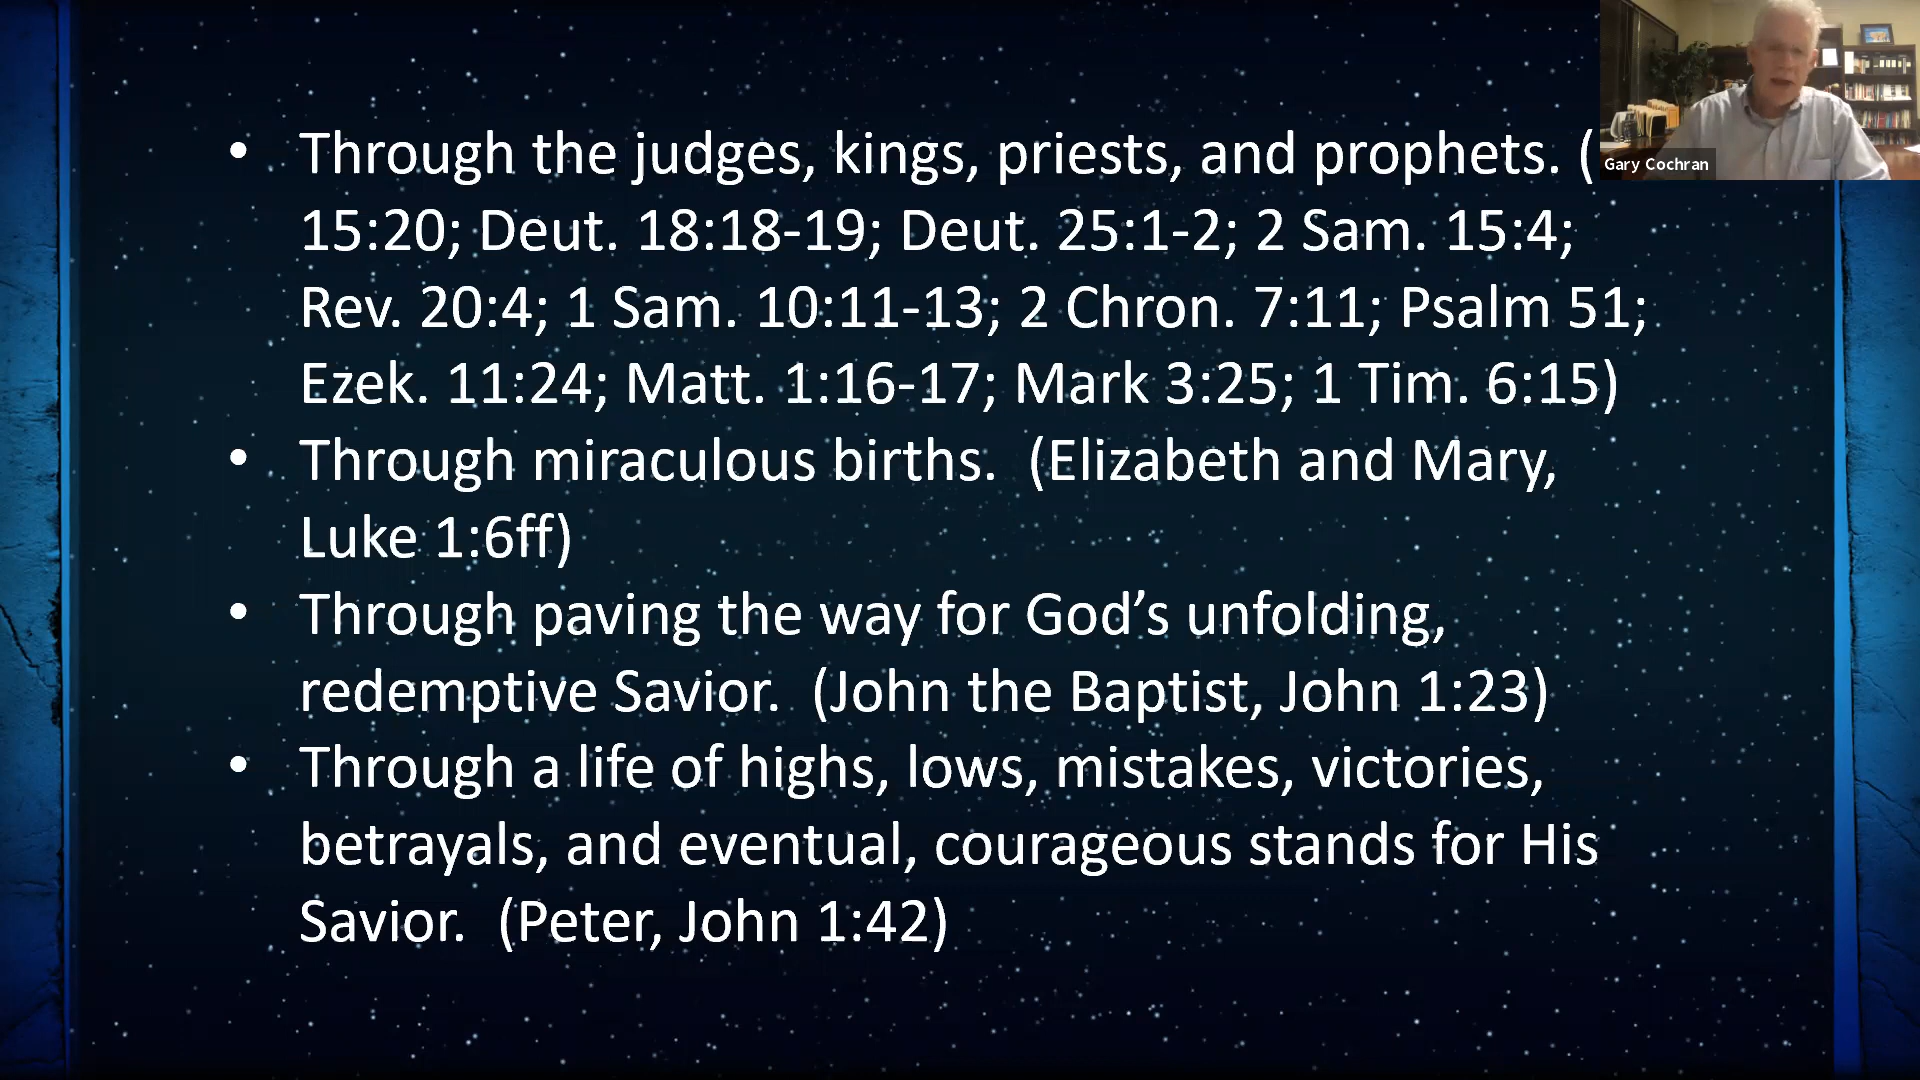 • Through the judges, kings, priests, and prophets. (
15:20; Deut. 18:18-19; Deut. 25:1-2; 2 Sam. 15:4;
Rev. 20:4; 1 Sam. 10:11-13; 2 Chron. 7:11; Psalm 51;
Ezek. 11:24; Matt. 1:16-17; Mark 3:25; 1 Tim. 6:15)
• Through miraculous births. (Elizabeth and Mary,
Luke 1:6ff)
• Through paving the way for God’s unfolding,
redemptive Savior. (John the Baptist, John 1:23)
• Through a life of highs, lows, mistakes, victories,
betrayals, and eventual, courageous stands for His
Savior. (Peter, John 1:42)
Gary Cochran